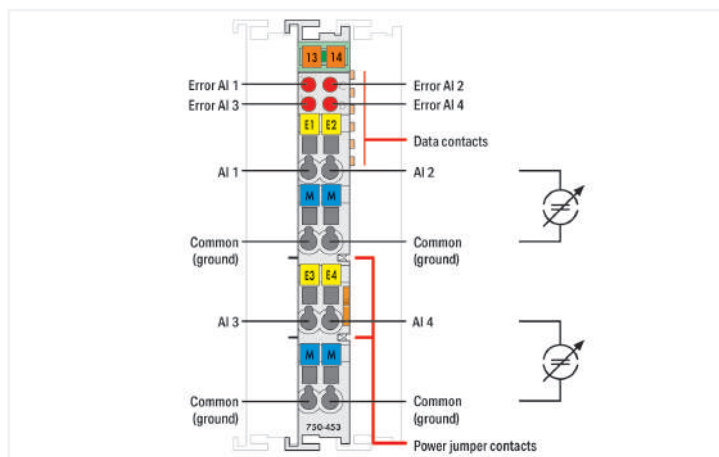 13 14
Error AI 1
Error AI 2
Error AI 3
Error AI 4
E1 E2
Data contacts
AI 1
AI 2
M M
Common
(ground)
Common
(ground)
E3 E4
AI 3
AI 4
M M
Common
(ground)
Common
(ground)
750-453
Power jumper contacts